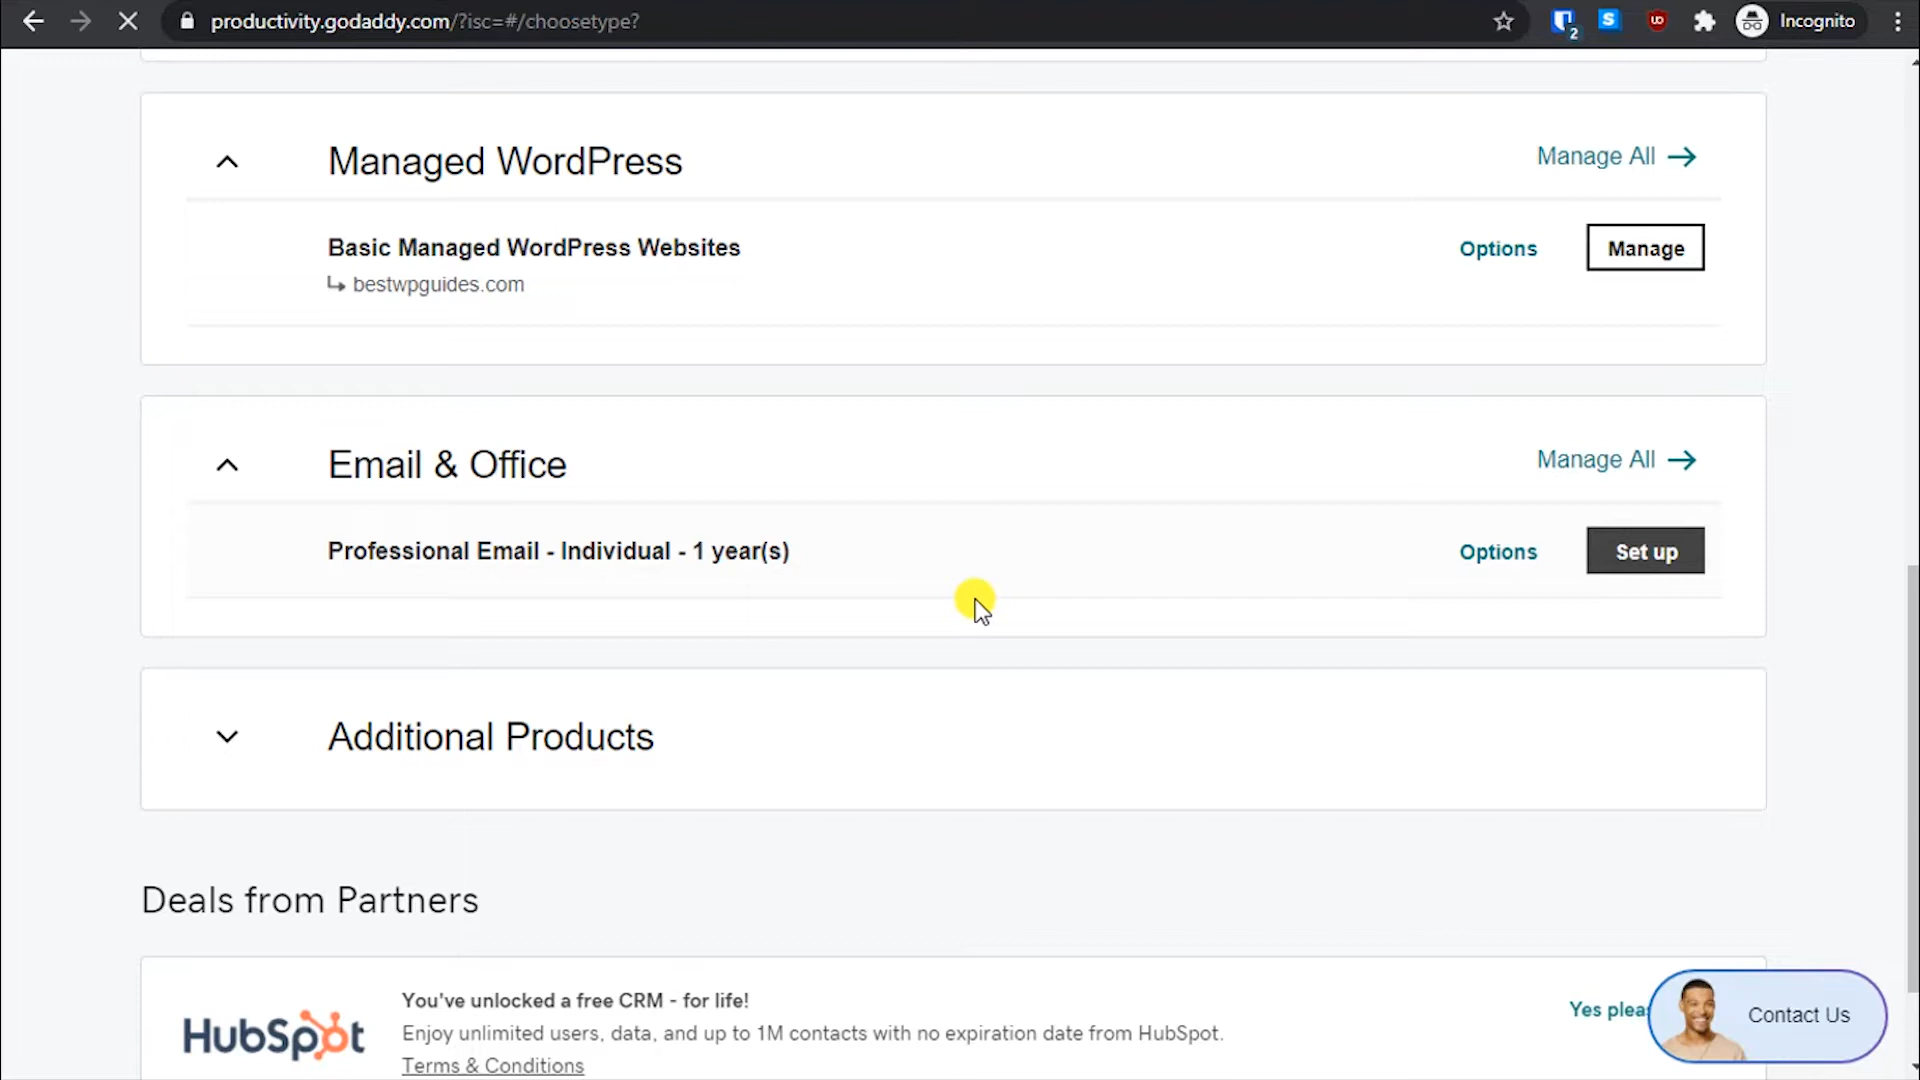 productivity.godaddy.com/?isc=#/choosetype?
2
S
Incognito
Managed WordPress
Manage All
Basic Managed WordPress Websites
Options
Manage
bestwpguides.com
Email & Office
Manage All
Professional Email - Individual - 1 year(s)
Options
Set up
Additional Products
Deals from Partners
HubSpot
You've unlocked a free CRM - for life!
Yes pleas
Enjoy unlimited users, data, and up to 1M contacts with no expiration date from HubSpot.
Terms & Conditions
Contact Us